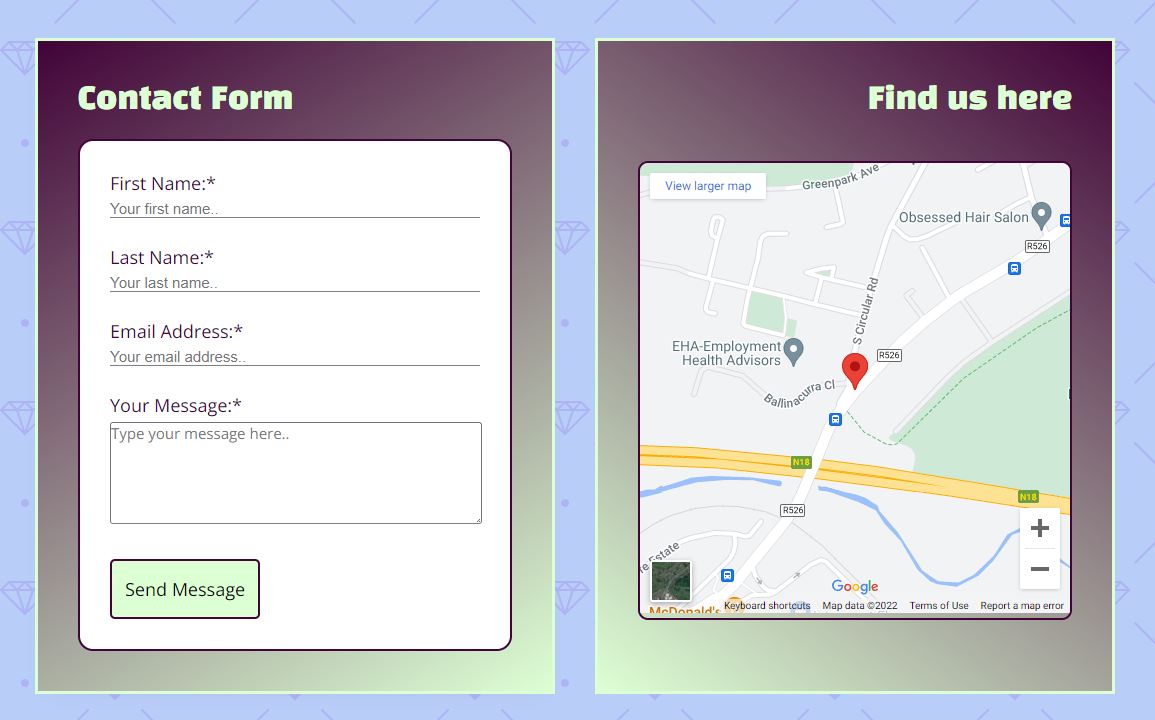 Contact Form
First Name:*
Your first name..
Last Name:*
Your last name..
Email Address:*
Your email address..
Your Message:*
Type your message here..
Send Message
Find us here
View larger map
Greenpark Ave
Obsessed Hair Salon
R526
S Circular Rd
EHA-Employment
Health Advisors
R526
Ballinacurra Cl
N18
N18
R526
re Estate
Google
McDonald's
Keyboard shortcuts
Map data ©2022
Terms of Use
Report a map error